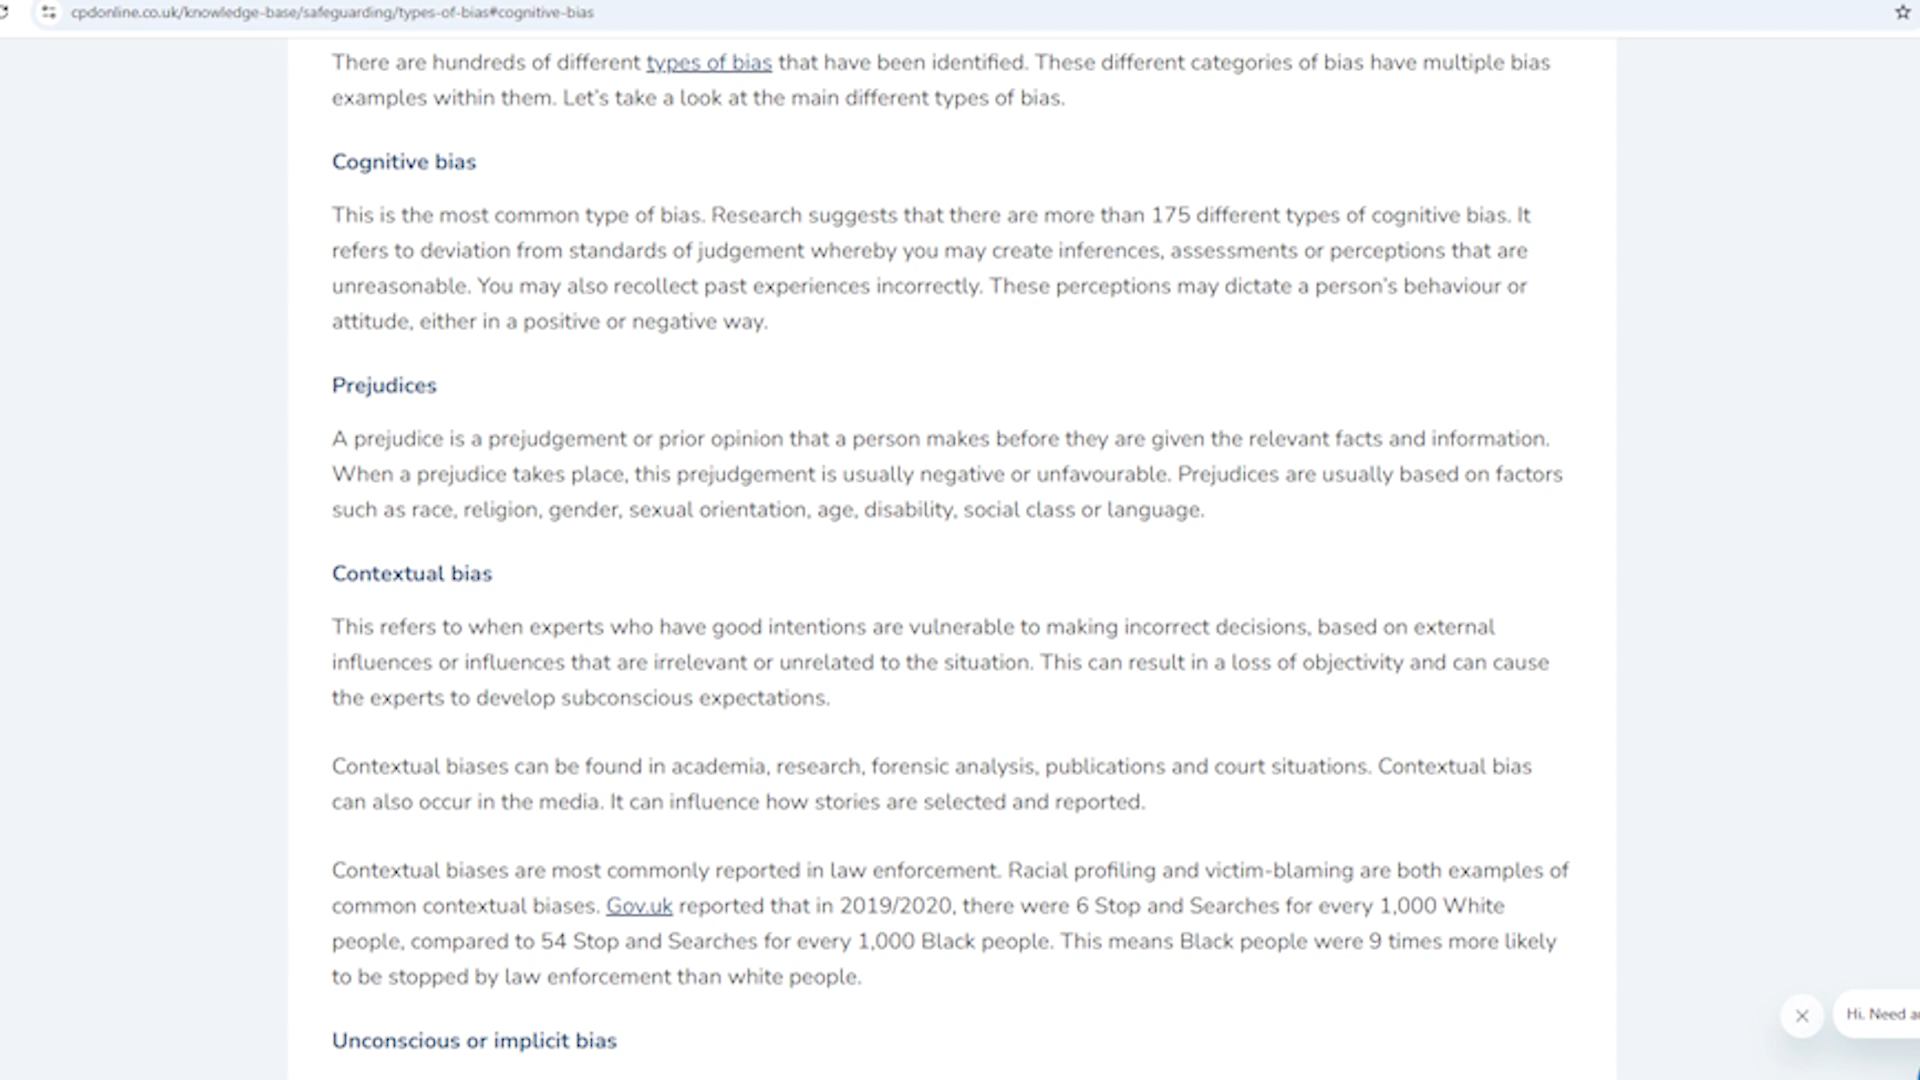 cpdonline.co.uk/knowledge-base/safeguarding/types-of-bias#cognitive-bias
There are hundreds of different types of bias that have been identified. These different categories of bias have multiple bias
examples within them. Let's take a look at the main different types of bias.
Cognitive bias
This is the most common type of bias. Research suggests that there are more than 175 different types of cognitive bias. It
refers to deviation from standards of judgement whereby you may create inferences, assessments or perceptions that are
unreasonable. You may also recollect past experiences incorrectly. These perceptions may dictate a person's behaviour or
attitude, either in a positive or negative way.
Prejudices
A prejudice is a prejudgement or prior opinion that a person makes before they are given the relevant facts and information.
When a prejudice takes place, this prejudgement is usually negative or unfavourable. Prejudices are usually based on factors
such as race, religion, gender, sexual orientation, age, disability, social class or language.
Contextual bias
This refers to when experts who have good intentions are vulnerable to making incorrect decisions, based on external
influences or influences that are irrelevant or unrelated to the situation. This can result in a loss of objectivity and can cause
the experts to develop subconscious expectations.
Contextual biases can be found in academia, research, forensic analysis, publications and court situations. Contextual bias
can also occur in the media. It can influence how stories are selected and reported.
Contextual biases are most commonly reported in law enforcement. Racial profiling and victim-blaming are both examples of
common contextual biases. Gov.uk reported that in 2019/2020, there were 6 Stop and Searches for every 1,000 White
people, compared to 54 Stop and Searches for every 1,000 Black people. This means Black people were 9 times more likely
to be stopped by law enforcement than white people.
Hi. Need
Unconscious or implicit bias